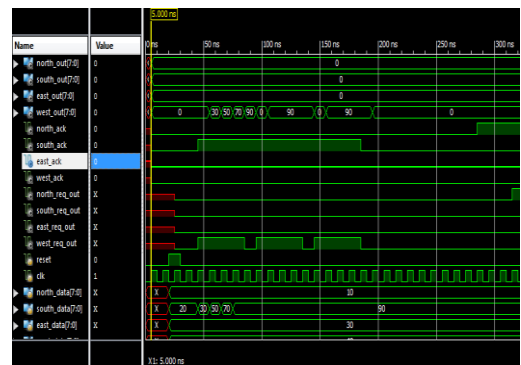 5.000 ns
Name Value 0 ns 50 ns 100 ns 150 ns 200 ns 250 ns 300 ns
north_out[7:0] 0 0
south_out[7:0] 0 0
east_out[7:0] 0 0
west_out[7:0] 0 0 30 50 70 90 0 90 0 90 0
north_ack 0
south_ack 0
east_ack 0
west_ack 0
north_req_out X
south_req_out X
east_req_out X
west_req_out X
reset 0
clk 1
north_data[7:0] X X 10
south_data[7:0] X X 20 30 50 70 90
east_data[7:0] X X 30
X1: 5.000 ns